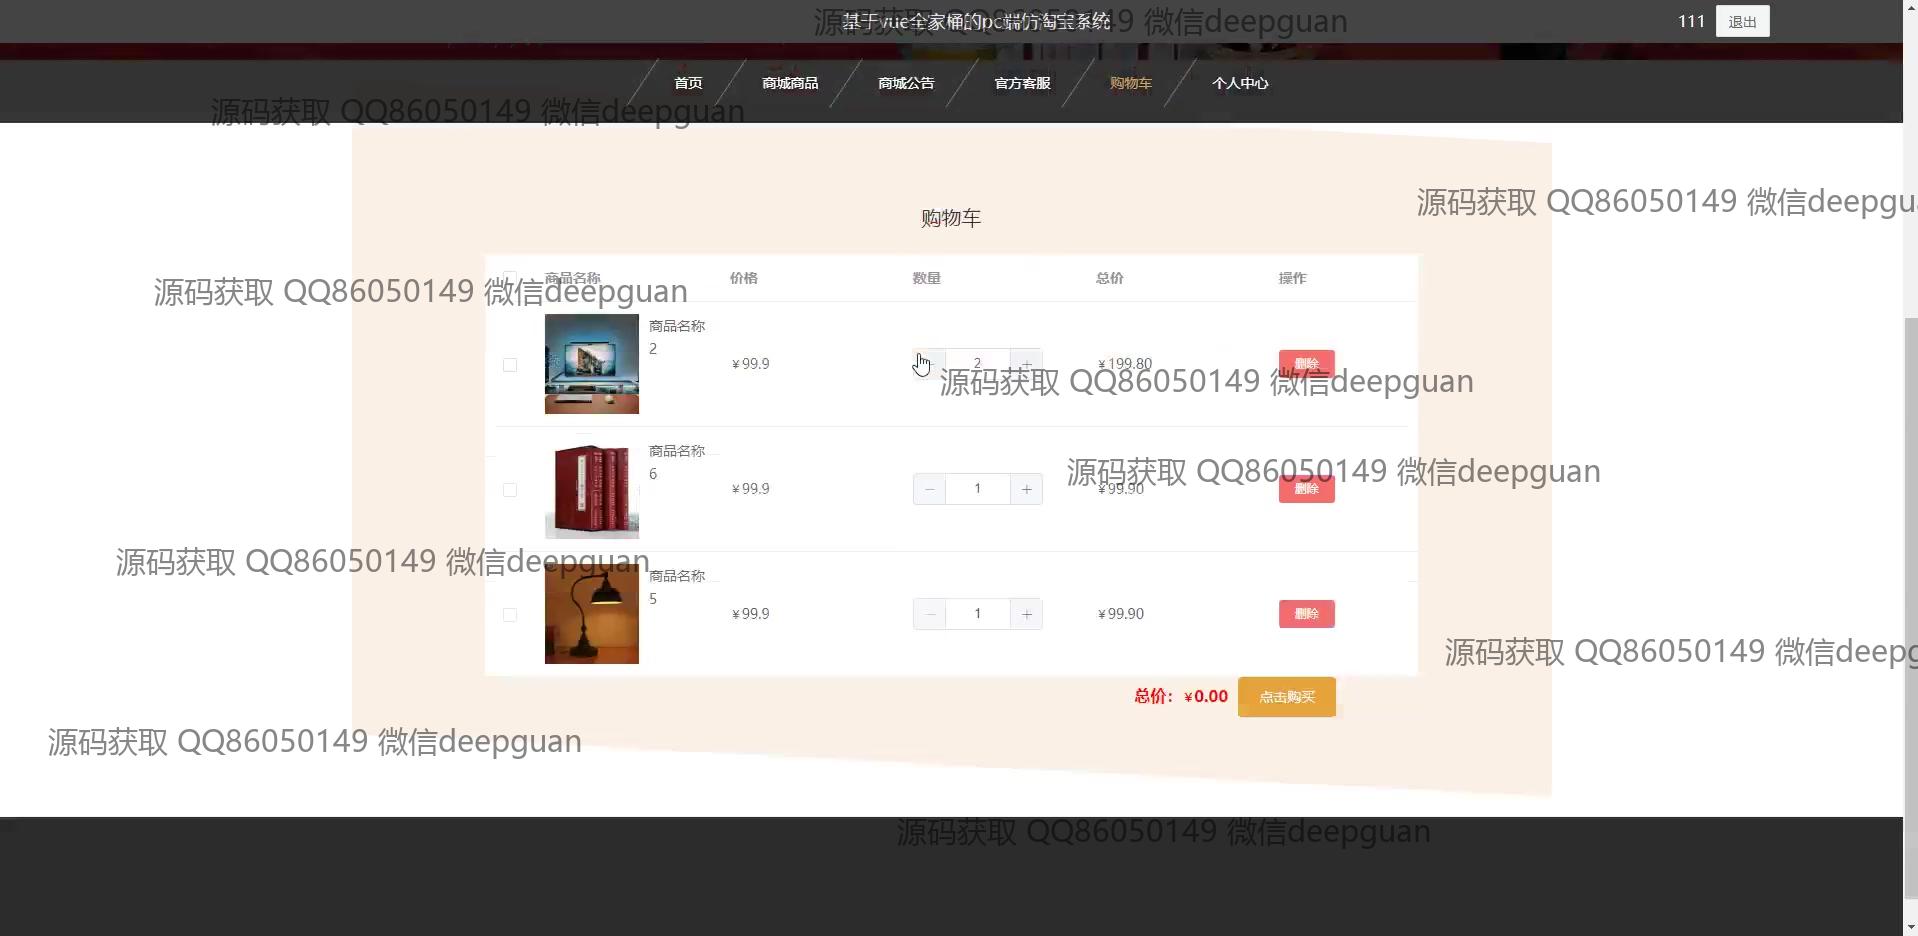 基于vue全家桶的pc端仿淘宝系统
源码获取 QQ86050149 微信deepguan
111
退出
首页
商城商品
商城公告
官方客服
购物车
个人中心
源码获取 QQ86050149 微信deepguan
源码获取 QQ86050149 微信deepgu
购物车
商品名称
价格
数量
总价
操作
源码获取 QQ86050149 微信deepguan
商品名称
2
¥99.9
2
+
¥199.80
删除
源码获取 QQ86050149 微信deepguan
商品名称
6
¥99.9
− 1 +
¥99.90
删除
源码获取 QQ86050149 微信deepguan
源码获取 QQ86050149 微信deepguan
商品名称
5
¥99.9
− 1 +
¥99.90
删除
源码获取 QQ86050149 微信deepg
总价：¥0.00
点击购买
源码获取 QQ86050149 微信deepguan
源码获取 QQ86050149 微信deepguan